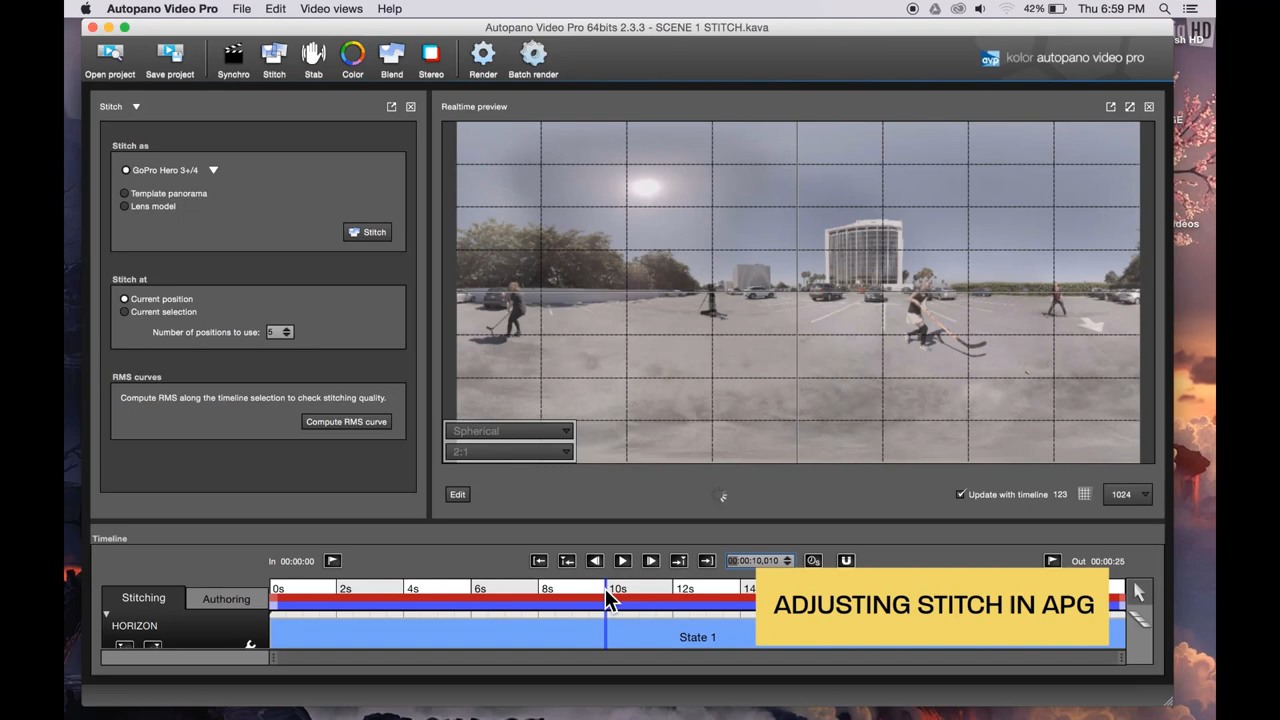 Autopano Video Pro File Edit Video views Help 42% Thu 6:59 PM
Autopano Video Pro 64bits 2.3.3 - SCENE 1 STITCH.kava
sh HD
Open project Save project Synchro Stitch Stab Color Blend Stereo Render Batch render
avp kolor autopano video pro
Stitch
Realtime preview
Stitch as
GoPro Hero 3+/4
Template panorama
Lens model
Stitch
Stitch at
Current position
Current selection
Number of positions to use: 5
RMS curves
Compute RMS along the timeline selection to check stitching quality.
Compute RMS curve
Spherical
2:1
Edit
Update with timeline 123 1024
Timeline
In 00:00:00
00:00:10,010
Out 00:00:25
Stitching Authoring
0s 2s 4s 6s 8s 10s 12s 14
HORIZON
State 1
ADJUSTING STITCH IN APG